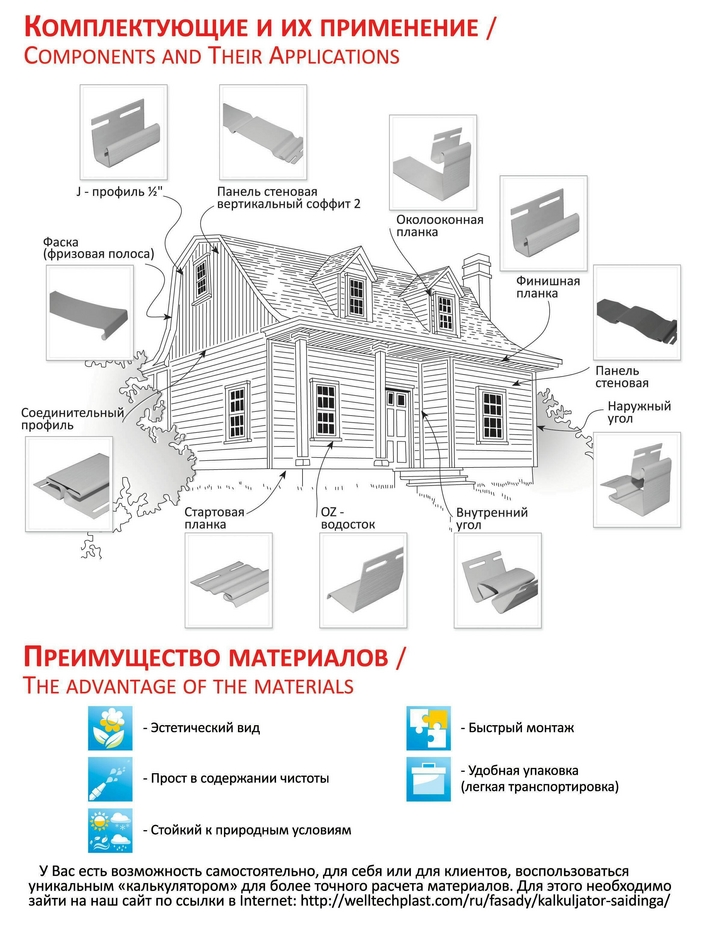 Комплектующие и их применение /
Components and Their Applications
J - профиль ½"
Панель стеновая
вертикальный соффит 2
Околооконная
планка
Фаска
(фризовая полоса)
Финишная
планка
Панель
стеновая
Соединительный
профиль
Наружный
угол
Стартовая
планка
OZ -
водосток
Внутренний
угол
Преимущество материалов /
The advantage of the materials
- Эстетический вид
- Быстрый монтаж
- Прост в содержании чистоты
- Удобная упаковка
(легкая транспортировка)
- Стойкий к природным условиям
У Вас есть возможность самостоятельно, для себя или для клиентов, воспользоваться
уникальным «калькулятором» для более точного расчета материалов. Для этого необходимо
зайти на наш сайт по ссылки в Internet: http://welltechplast.com/ru/fasady/kalkuljator-saidinga/